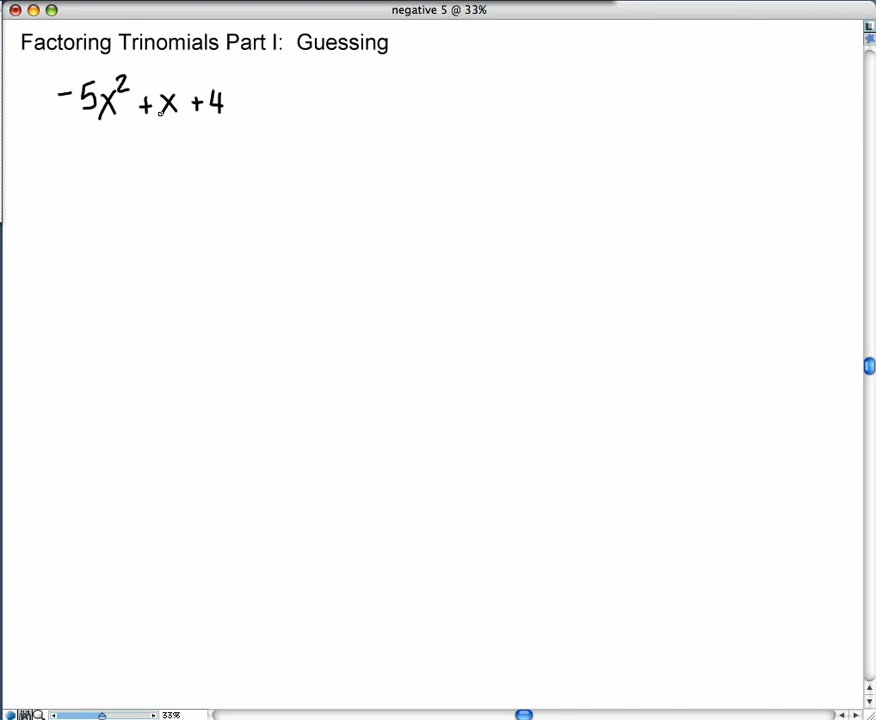 negative 5 @ 33%
Factoring Trinomials Part I: Guessing
-5x² + x + 4
33%